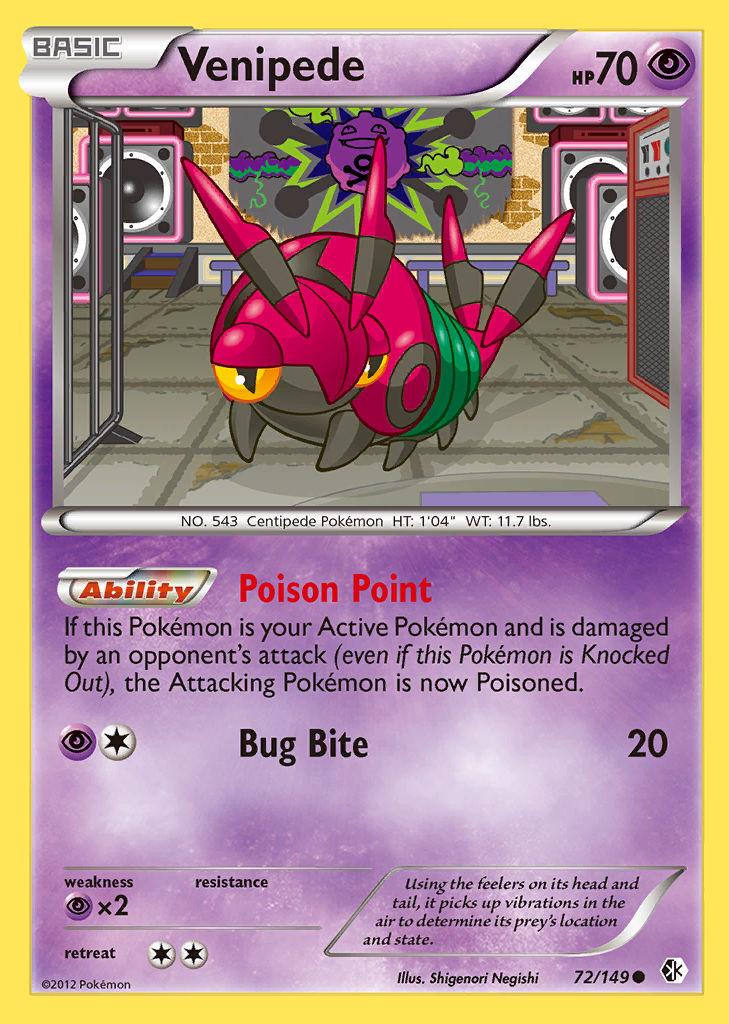 BASIC
Venipede
HP70
NO. 543 Centipede Pokémon HT: 1'04" WT: 11.7 lbs.
Ability Poison Point
If this Pokémon is your Active Pokémon and is damaged
by an opponent's attack (even if this Pokémon is Knocked
Out), the Attacking Pokémon is now Poisoned.
Bug Bite 20
weakness resistance
×2
retreat
Using the feelers on its head and
tail, it picks up vibrations in the
air to determine its prey's location
and state.
©2012 Pokémon
Illus. Shigenori Negishi
72/149